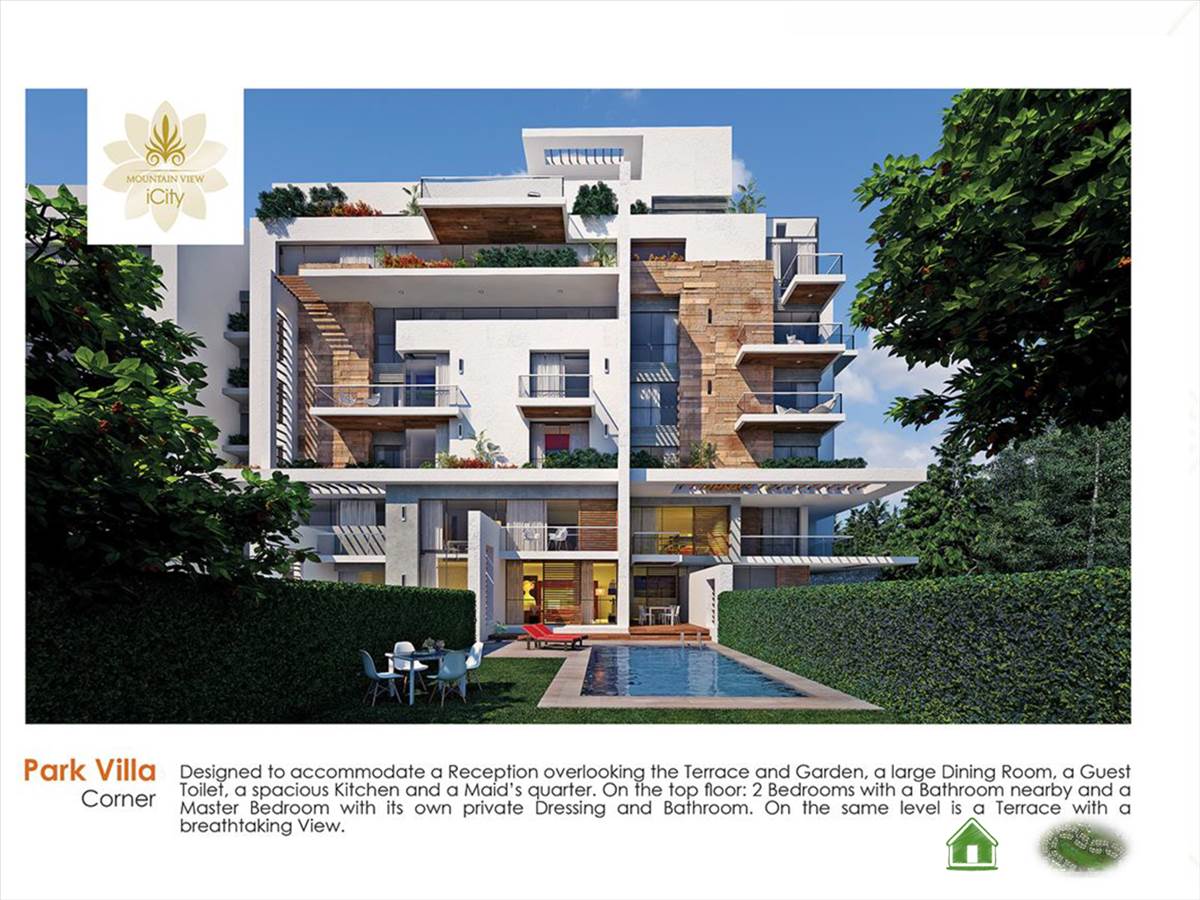 MOUNTAIN VIEW
iCity
Park Villa
Corner
Designed to accommodate a Reception overlooking the Terrace and Garden, a large Dining Room, a Guest
Toilet, a spacious Kitchen and a Maid's quarter. On the top floor: 2 Bedrooms with a Bathroom nearby and a
Master Bedroom with its own private Dressing and Bathroom. On the same level is a Terrace with a
breathtaking View.